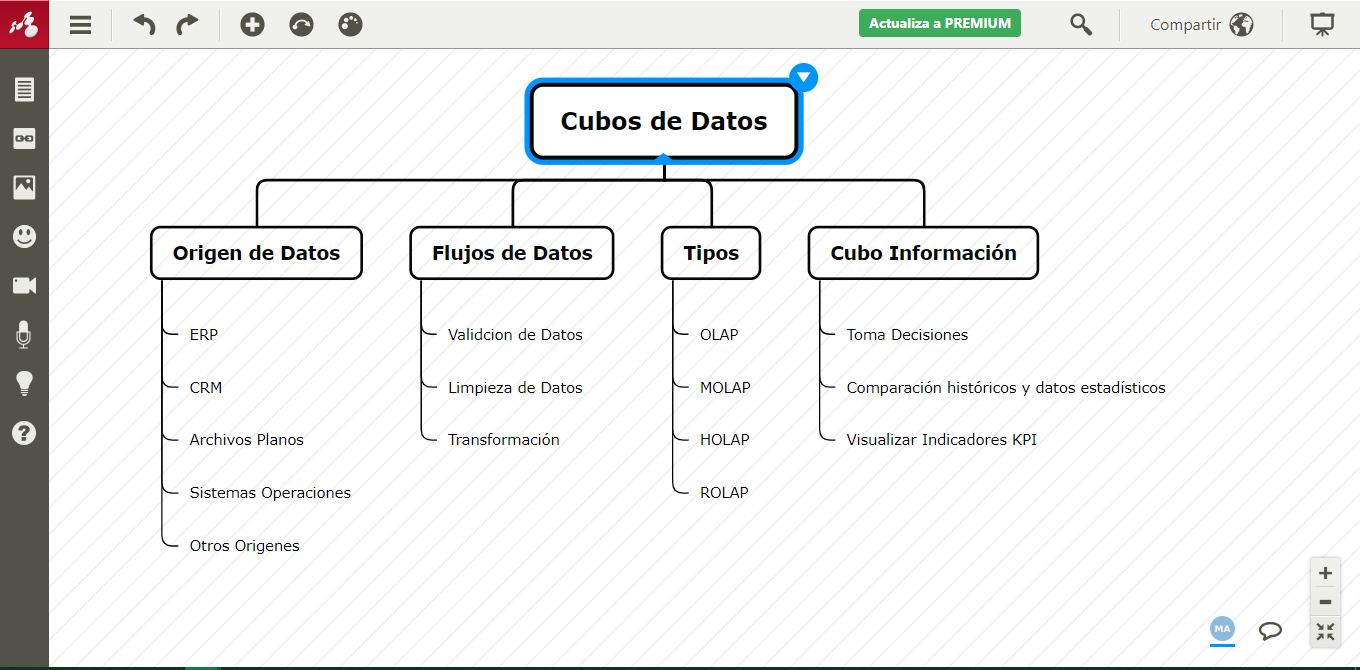 Actualiza a PREMIUM
Compartir
Cubos de Datos
Origen de Datos
ERP
CRM
Archivos Planos
Sistemas Operaciones
Otros Origenes
Flujos de Datos
Validcion de Datos
Limpieza de Datos
Transformación
Tipos
OLAP
MOLAP
HOLAP
ROLAP
Cubo Información
Toma Decisiones
Comparación históricos y datos estadísticos
Visualizar Indicadores KPI
MA